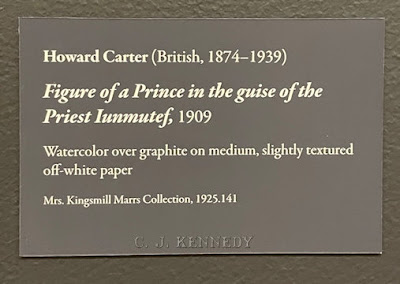 Howard Carter (British, 1874–1939)
Figure of a Prince in the guise of the
Priest Iunmutef, 1909
Watercolor over graphite on medium, slightly textured
off-white paper
Mrs. Kingsmill Marrs Collection, 1925.141
C. J. KENNEDY